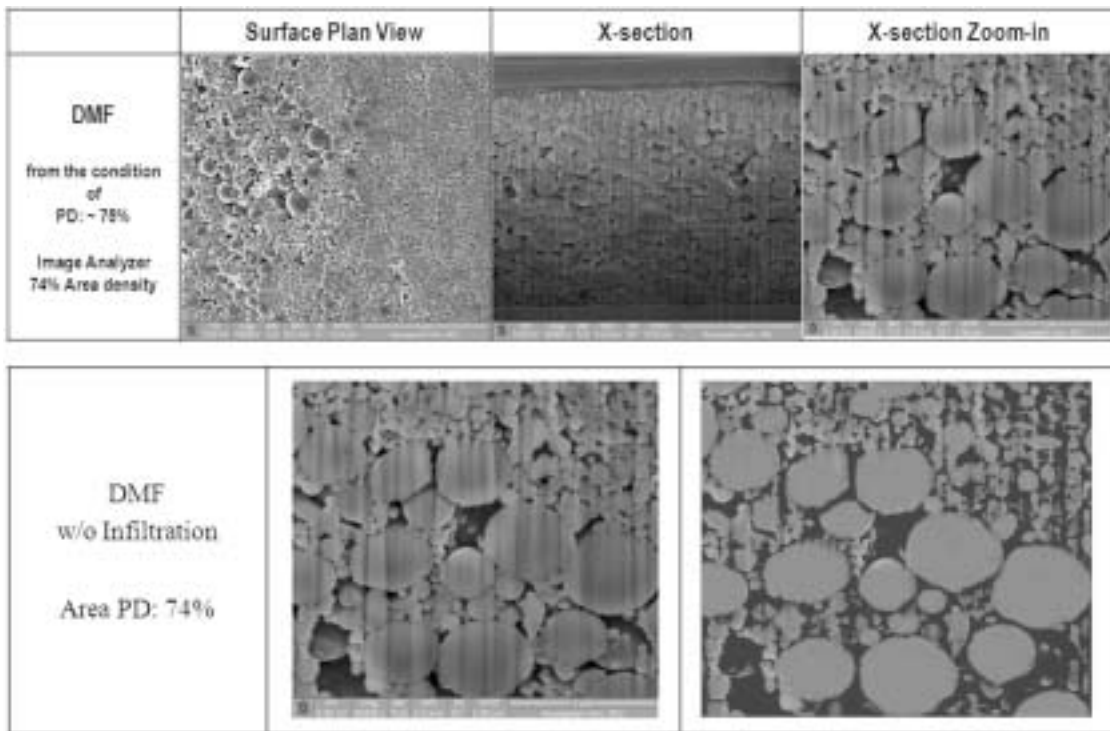 Surface Plan View
X-section
X-section Zoom-in
DMF
from the condition
of
PD: ~ 78%
Image Analyzer
74% Area density
DMF
w/o Infiltration
Area PD: 74%